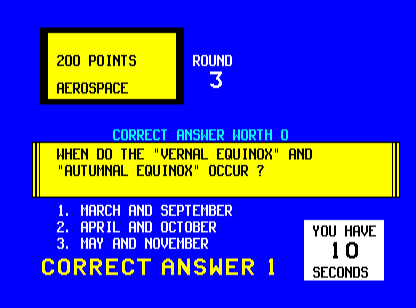 200 POINTS
AEROSPACE
ROUND
3
CORRECT ANSWER WORTH 0
WHEN DO THE "VERNAL EQUINOX" AND
"AUTUMNAL EQUINOX" OCCUR ?
1. MARCH AND SEPTEMBER
2. APRIL AND OCTOBER
3. MAY AND NOVEMBER
CORRECT ANSWER 1
YOU HAVE
10
SECONDS